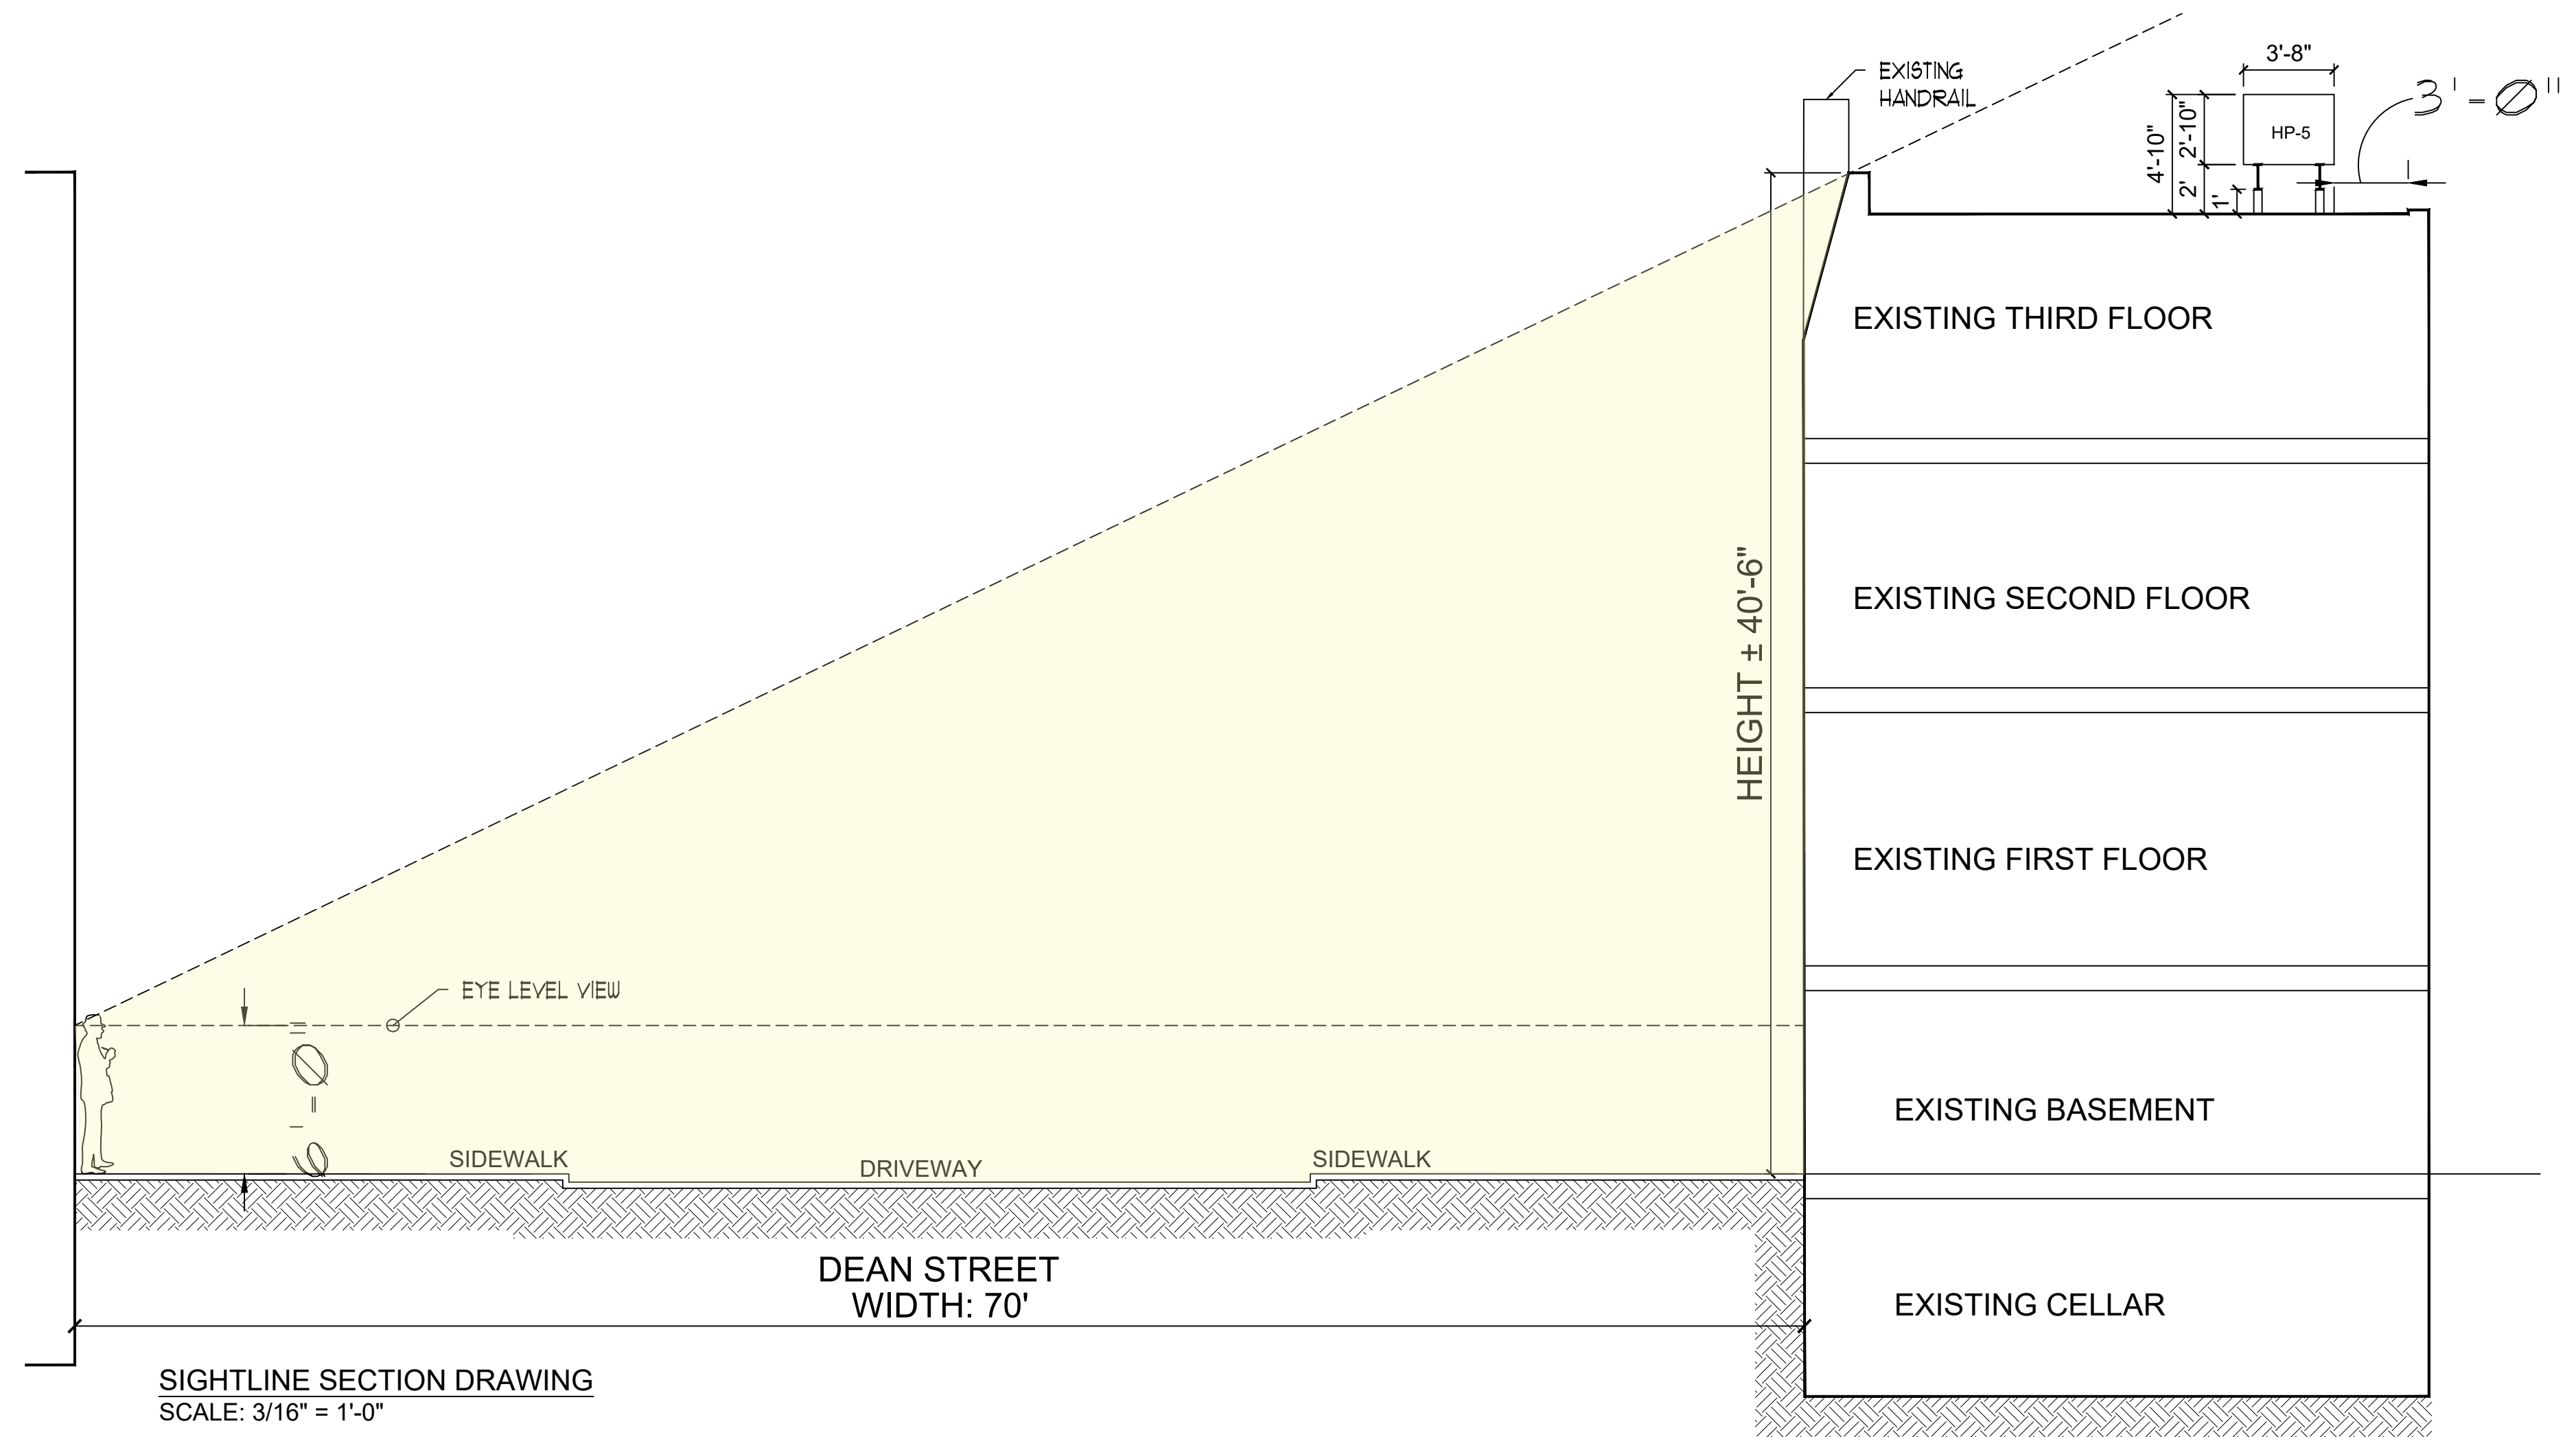 EXISTING
HANDRAIL
3'-8"
3'-0"
4'-10"
2'-10"
2'
1'
HP-5
EXISTING THIRD FLOOR
EXISTING SECOND FLOOR
HEIGHT ± 40'-6"
EXISTING FIRST FLOOR
EYE LEVEL VIEW
6'-0"
EXISTING BASEMENT
SIDEWALK
DRIVEWAY
SIDEWALK
DEAN STREET
WIDTH: 70'
EXISTING CELLAR
SIGHTLINE SECTION DRAWING
SCALE: 3/16" = 1'-0"